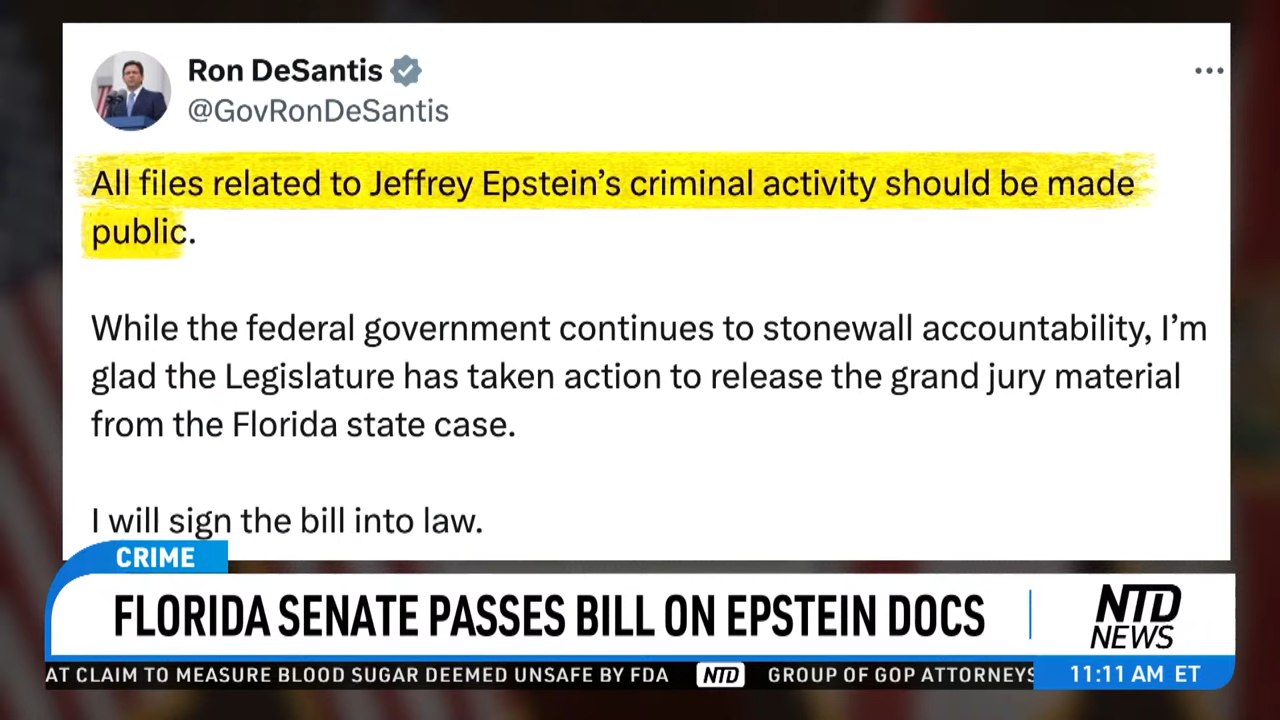 Ron DeSantis
@GovRonDeSantis
All files related to Jeffrey Epstein’s criminal activity should be made
public.
While the federal government continues to stonewall accountability, I’m
glad the Legislature has taken action to release the grand jury material
from the Florida state case.
I will sign the bill into law.
CRIME
FLORIDA SENATE PASSES BILL ON EPSTEIN DOCS
NTD
NEWS
AT CLAIM TO MEASURE BLOOD SUGAR DEEMED UNSAFE BY FDA NTD GROUP OF GOP ATTORNEYS
11:11 AM ET